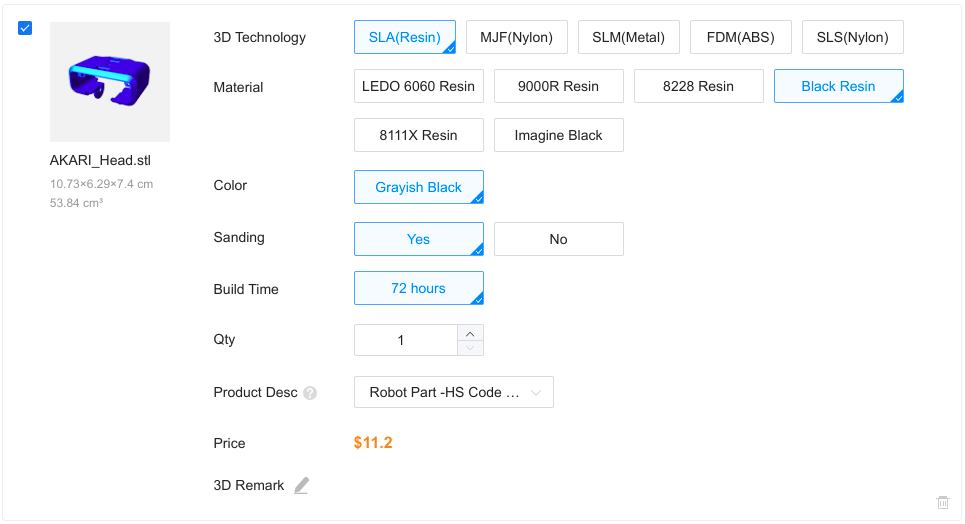 3D Technology
SLA(Resin)
MJF(Nylon)
SLM(Metal)
FDM(ABS)
SLS(Nylon)
Material
LEDO 6060 Resin
9000R Resin
8228 Resin
Black Resin
8111X Resin
Imagine Black
AKARI_Head.stl
10.73×6.29×7.4 cm
53.84 cm³
Color
Grayish Black
Sanding
Yes
No
Build Time
72 hours
Qty
1
Product Desc ?
Robot Part -HS Code ...
Price
$11.2
3D Remark